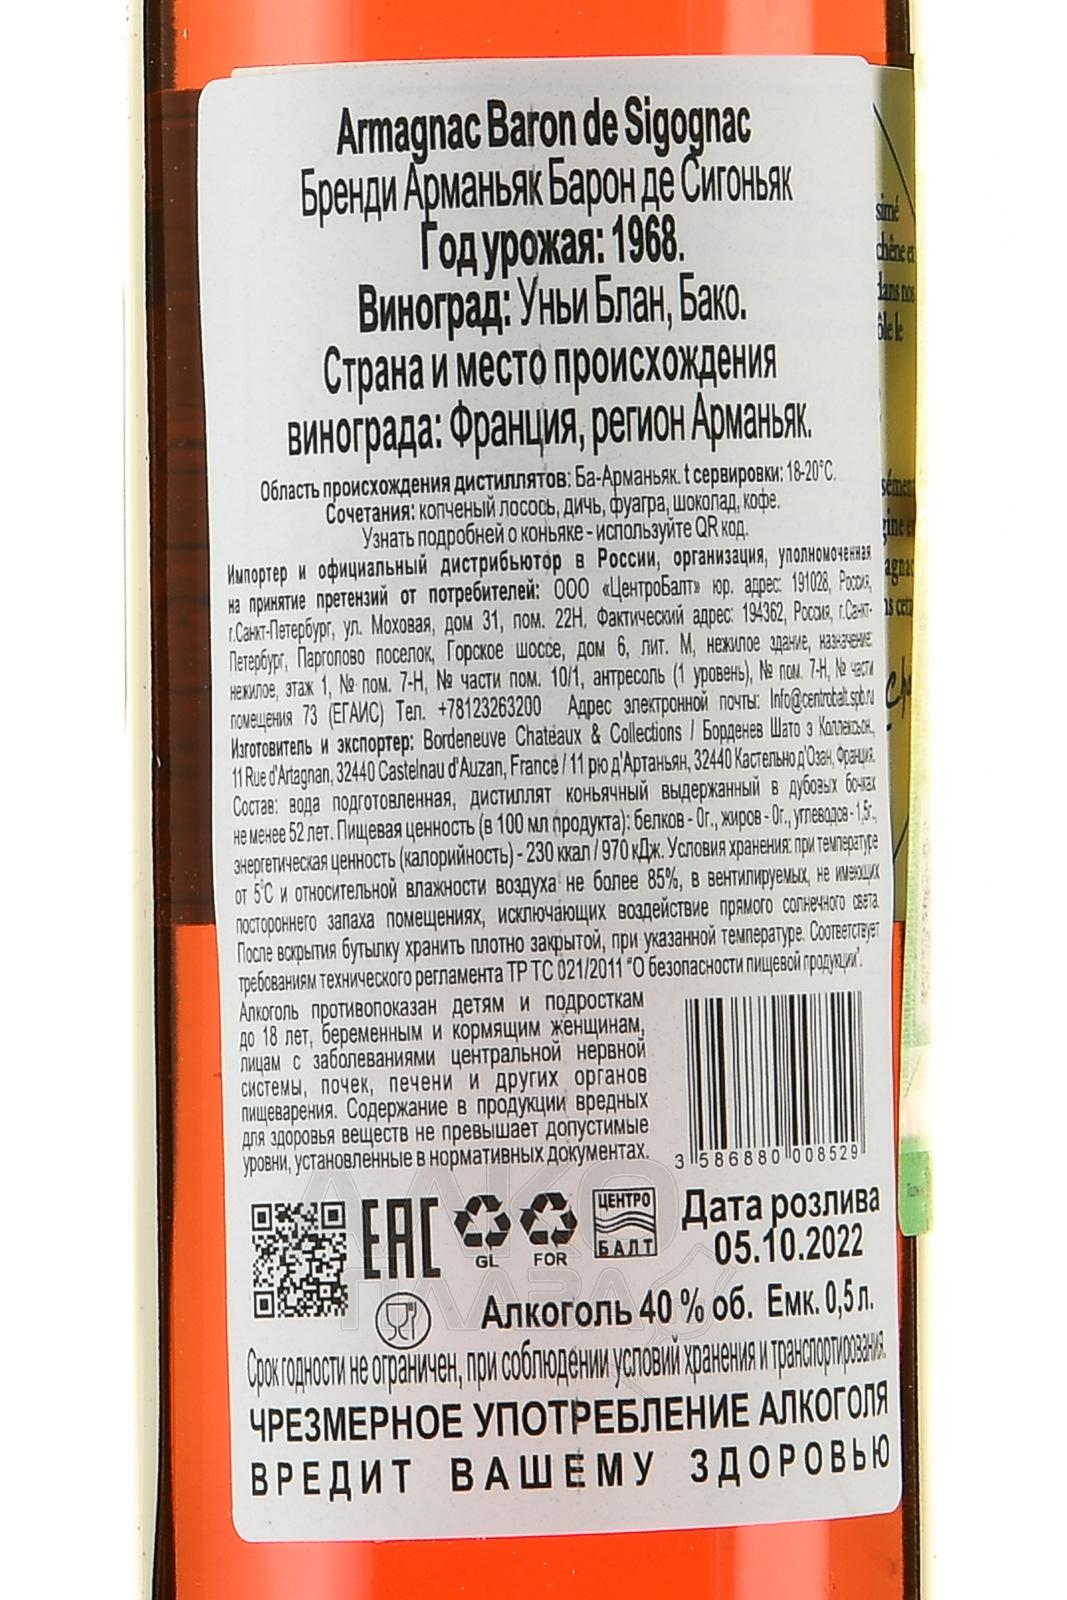 Armagnac Baron de Sigognac
Бренди Арманьяк Барон де Сигоньяк
Год урожая: 1968.
Виноград: Уньи Блан, Бако.
Страна и место происхождения
винограда: Франция, регион Арманьяк.
Область происхождения дистиллятов: Ба-Арманьяк. t сервировки: 18-20°C.
Сочетания: копченый лосось, дичь, фуагра, шоколад, кофе.
Узнать подробней о коньяке - используйте QR код.
Импортер и официальный дистрибьютор в России, организация, уполномоченная
на принятие претензий от потребителей: ООО «ЦентроБалт» юр. адрес: 191028, Россия,
г.Санкт-Петербург, ул. Моховая, дом 31, пом. 22Н, Фактический адрес: 194362, Россия, г.Санкт-
Петербург, Парголово поселок, Горское шоссе, дом 6, лит. М, нежилое здание, назначение:
нежилое, этаж 1, № пом. 7-Н, № части пом. 10/1, антресоль (1 уровень), № пом. 7-Н, № части
помещения 73 (ЕГАИС) Тел. +78123263200 Адрес электронной почты: Info@centrobalt.spb.ru
Изготовитель и экспортер: Bordeneuve Chateaux & Collections / Борденев Шато э Коллексьон,
11 Rue d'Artagnan, 32440 Castelnau d'Auzan, France / 11 рю д'Артаньян, 32440 Кастельно д'Озан, Франция.
Состав: вода подготовленная, дистиллят коньячный выдержанный в дубовых бочках
не менее 52 лет. Пищевая ценность (в 100 мл продукта): белков - 0г., жиров - 0г., углеводов - 1,5г.,
энергетическая ценность (калорийность) - 230 ккал / 970 кДж. Условия хранения: при температуре
от 5°C и относительной влажности воздуха не более 85%, в вентилируемых, не имеющих
постороннего запаха помещениях, исключающих воздействие прямого солнечного света.
После вскрытия бутылку хранить плотно закрытой, при указанной температуре. Соответствует
требованиям технического регламента ТР ТС 021/2011 "О безопасности пищевой продукции".
Алкоголь противопоказан детям и подросткам
до 18 лет, беременным и кормящим женщинам,
лицам с заболеваниями центральной нервной
системы, почек, печени и других органов
пищеварения. Содержание в продукции вредных
для здоровья веществ не превышает допустимые
уровни, установленные в нормативных документах.
3 586880 008529
EAC
GL
FOR
ЦЕНТРО
БАЛТ
Дата розлива
05.10.2022
Алкоголь 40 % об. Емк. 0,5 л.
Срок годности не ограничен, при соблюдении условий хранения и транспортирования.
ЧРЕЗМЕРНОЕ УПОТРЕБЛЕНИЕ АЛКОГОЛЯ
ВРЕДИТ ВАШЕМУ ЗДОРОВЬЮ
simé
chêne et
dans nos